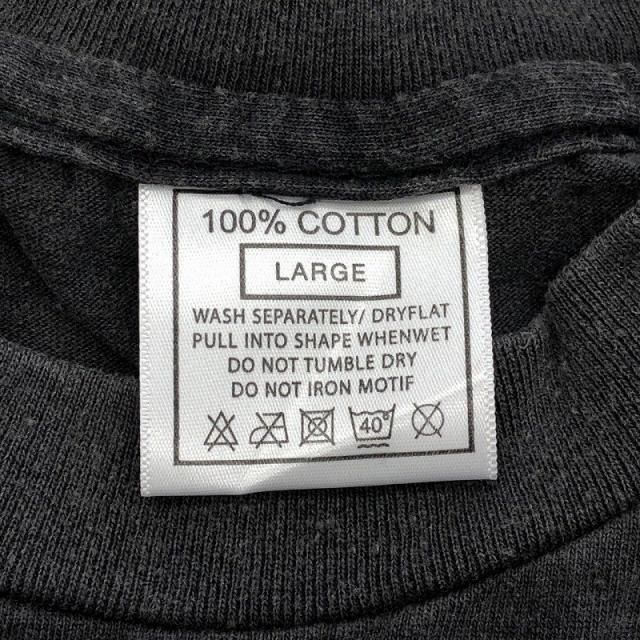 100% COTTON
LARGE
WASH SEPARATELY/ DRYFLAT
PULL INTO SHAPE WHENWET
DO NOT TUMBLE DRY
DO NOT IRON MOTIF
40°